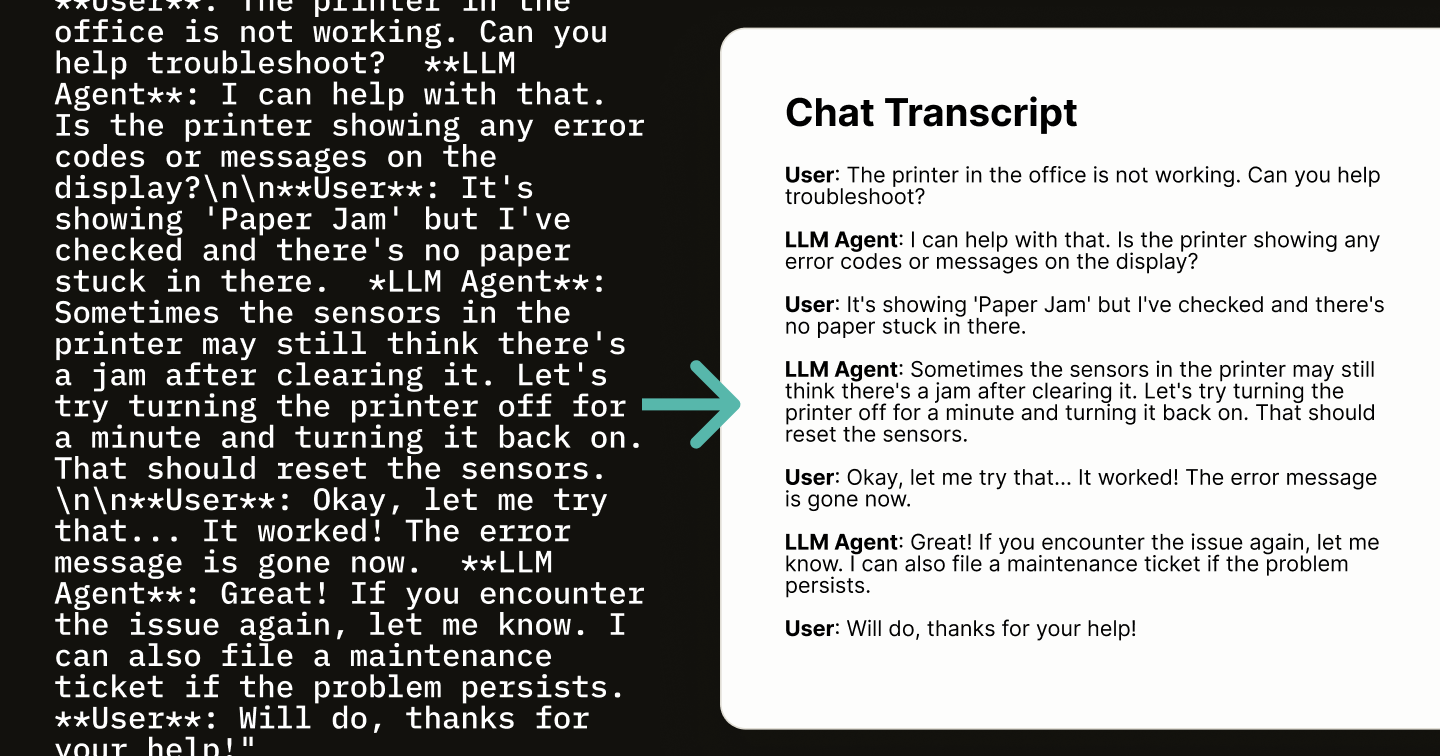 **User**: The printer in the
office is not working. Can you
help troubleshoot?  **LLM
Agent**: I can help with that.
Is the printer showing any error
codes or messages on the
display?\n\n**User**: It's
showing 'Paper Jam' but I've
checked and there's no paper
stuck in there.  *LLM Agent**:
Sometimes the sensors in the
printer may still think there's
a jam after clearing it. Let's
try turning the printer off for
a minute and turning it back on.
That should reset the sensors.
\n\n**User**: Okay, let me try
that... It worked! The error
message is gone now.  **LLM
Agent**: Great! If you encounter
the issue again, let me know. I
can also file a maintenance
ticket if the problem persists.
**User**: Will do, thanks for
your help!"
Chat Transcript
User: The printer in the office is not working. Can you help
troubleshoot?
LLM Agent: I can help with that. Is the printer showing any
error codes or messages on the display?
User: It's showing 'Paper Jam' but I've checked and there's
no paper stuck in there.
LLM Agent: Sometimes the sensors in the printer may still
think there's a jam after clearing it. Let's try turning the
printer off for a minute and turning it back on. That should
reset the sensors.
User: Okay, let me try that... It worked! The error message
is gone now.
LLM Agent: Great! If you encounter the issue again, let me
know. I can also file a maintenance ticket if the problem
persists.
User: Will do, thanks for your help!